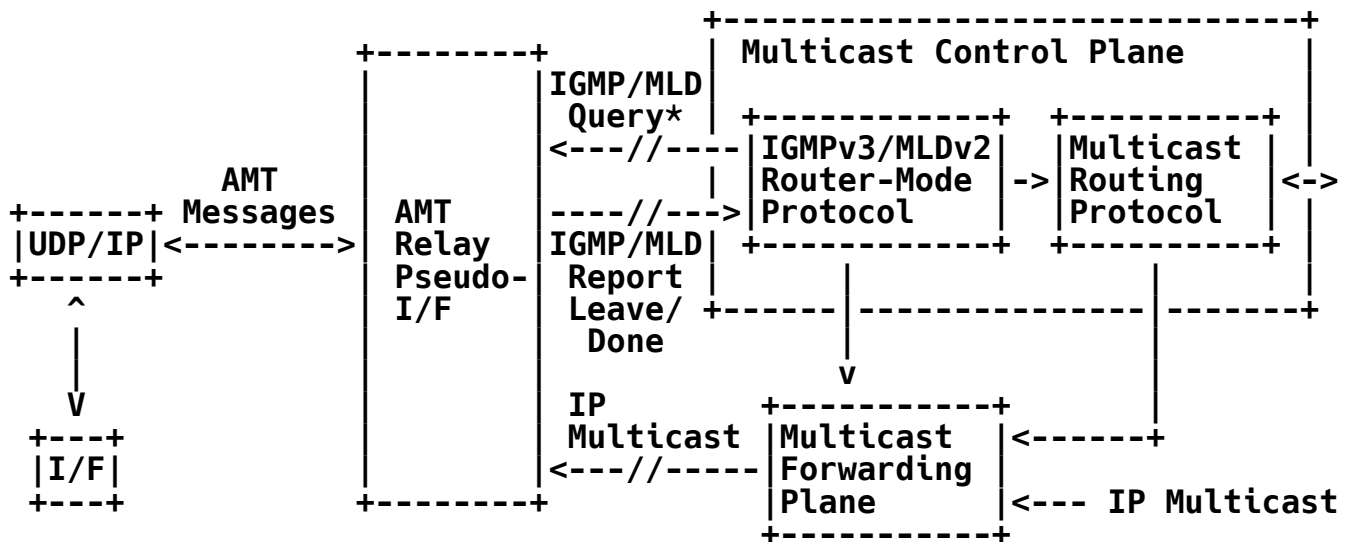 Multicast Control Plane
IGMP/MLD
Query*
IGMPv3/MLDv2 Multicast
AMT Router-Mode Routing
Messages AMT Protocol Protocol
UDP/IP Relay IGMP/MLD
Pseudo- Report
I/F Leave/
Done
IP
Multicast Multicast
I/F Forwarding
Plane IP Multicast